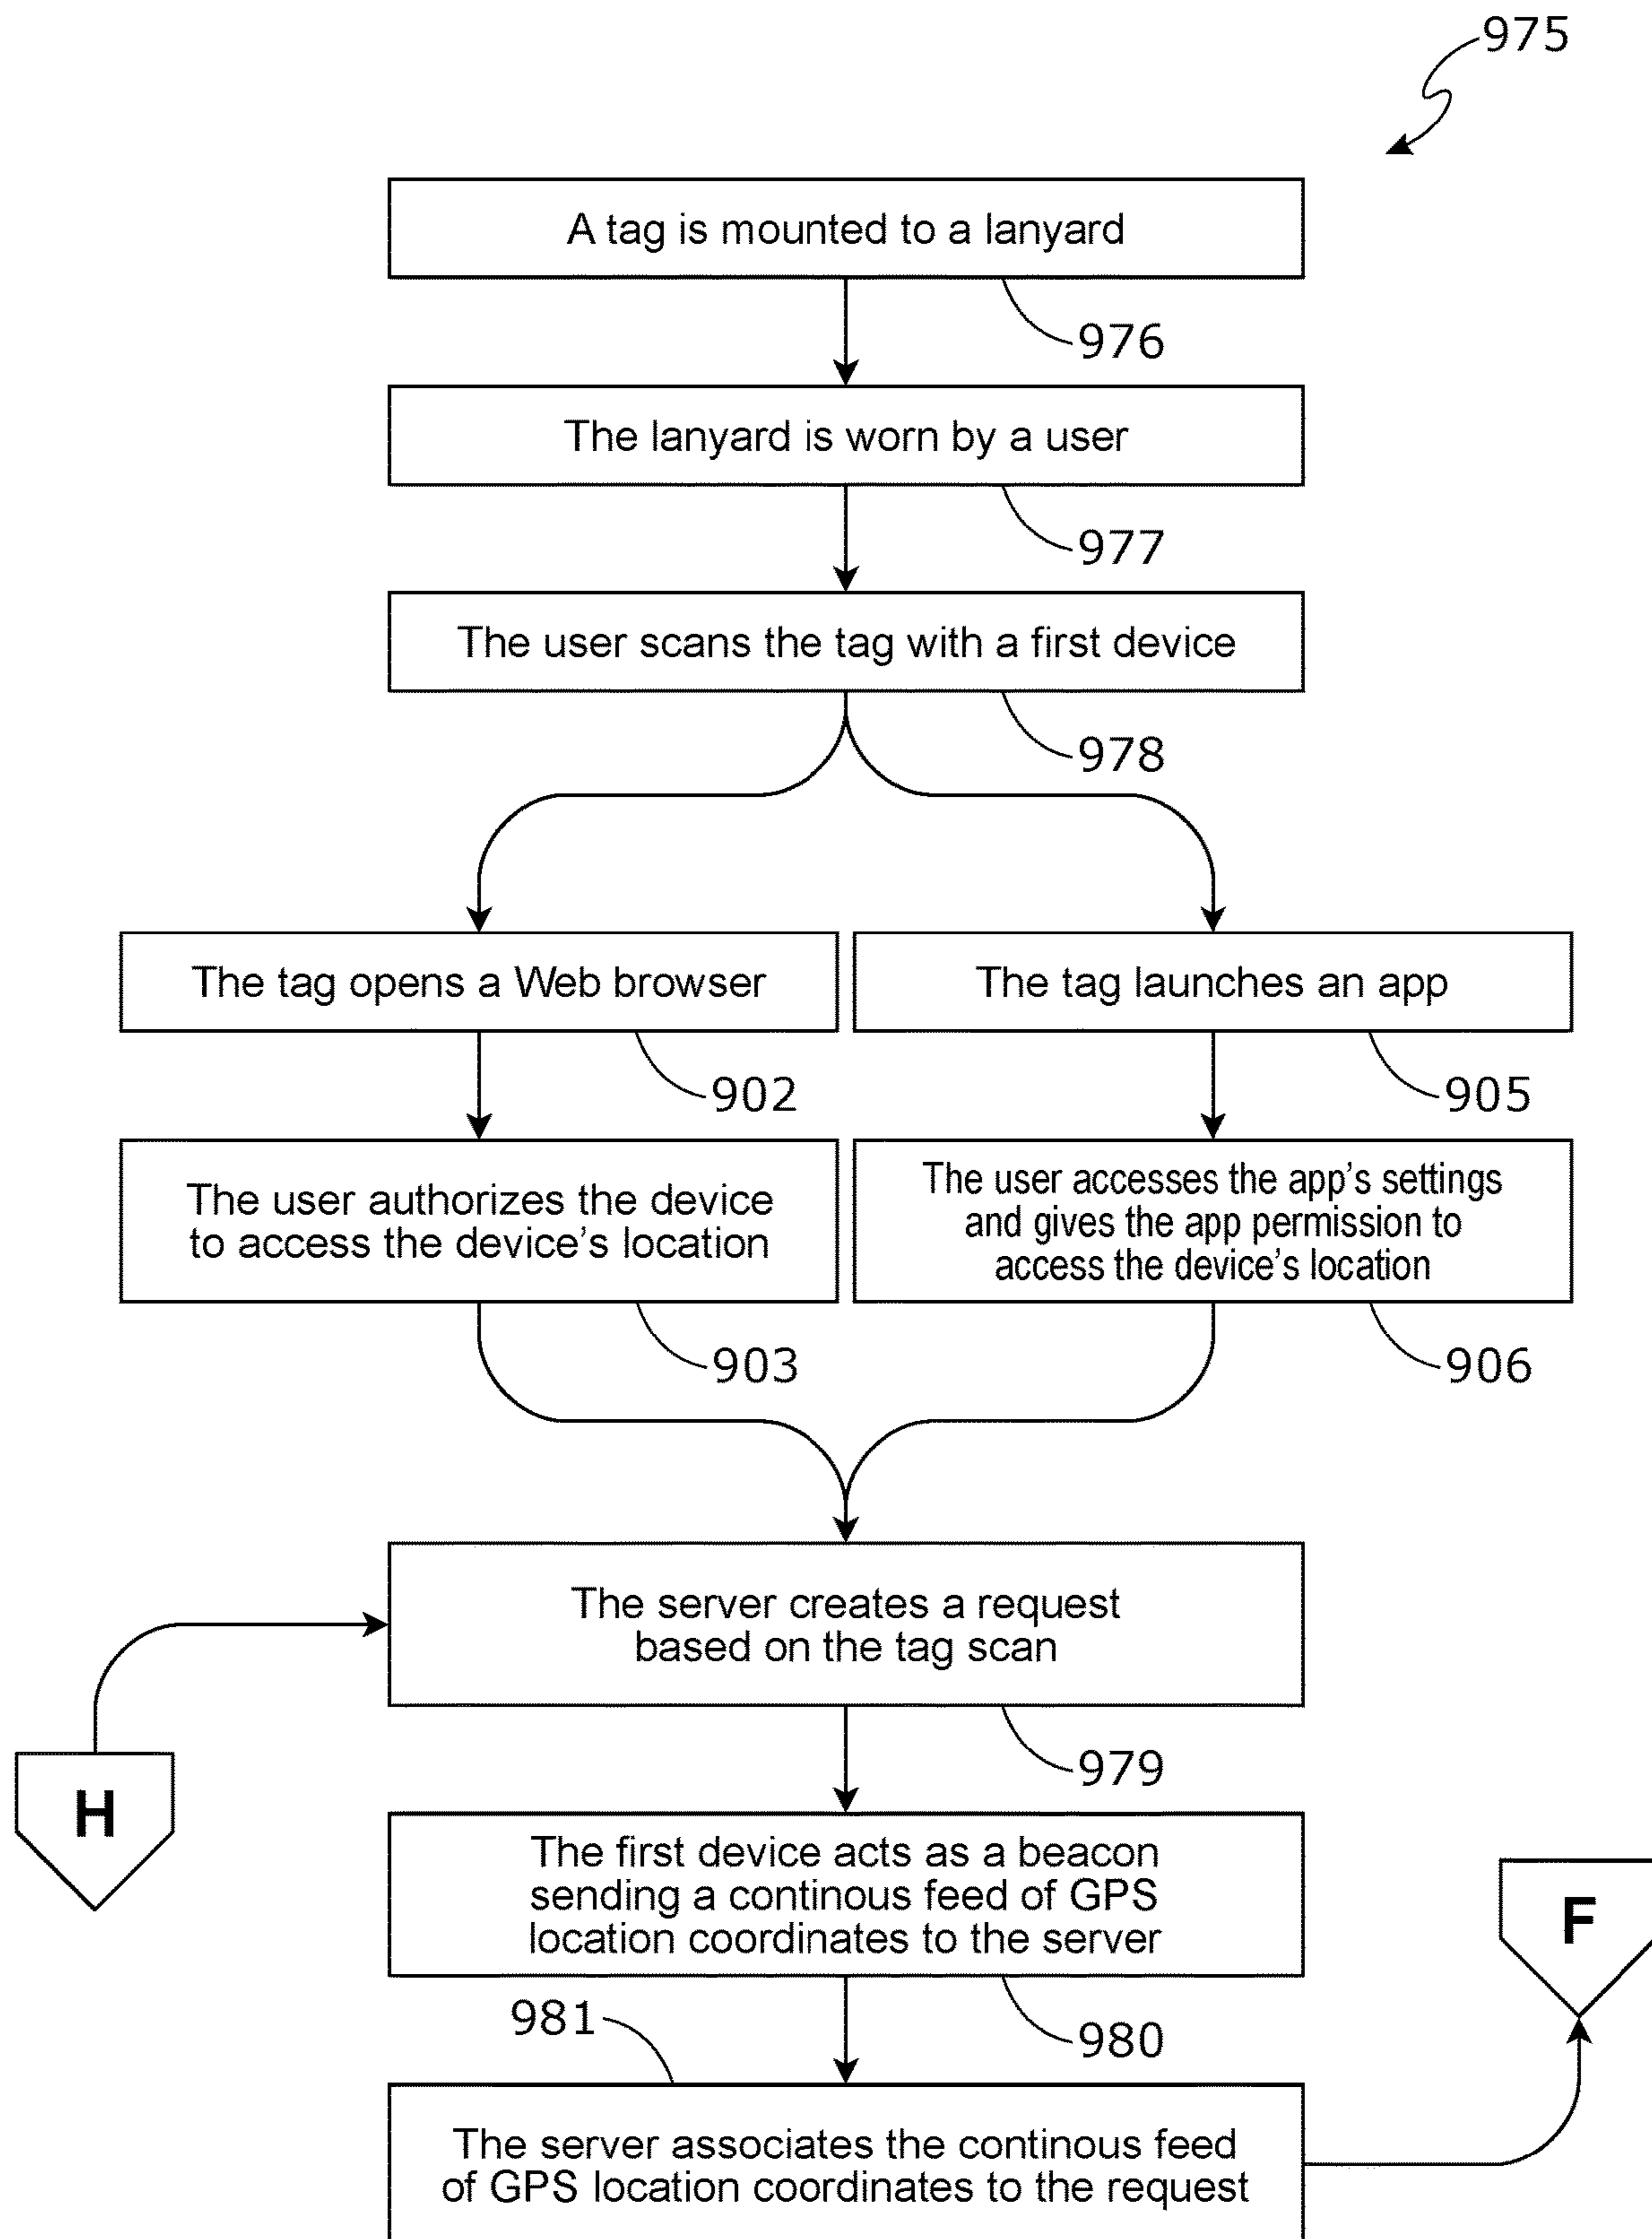 975
A tag is mounted to a lanyard
976
The lanyard is worn by a user
977
The user scans the tag with a first device
978
The tag opens a Web browser
902
The tag launches an app
905
The user authorizes the device
to access the device's location
903
The user accesses the app's settings
and gives the app permission to
access the device's location
906
The server creates a request
based on the tag scan
979
H
The first device acts as a beacon
sending a continous feed of GPS
location coordinates to the server
980
F
981
The server associates the continous feed
of GPS location coordinates to the request